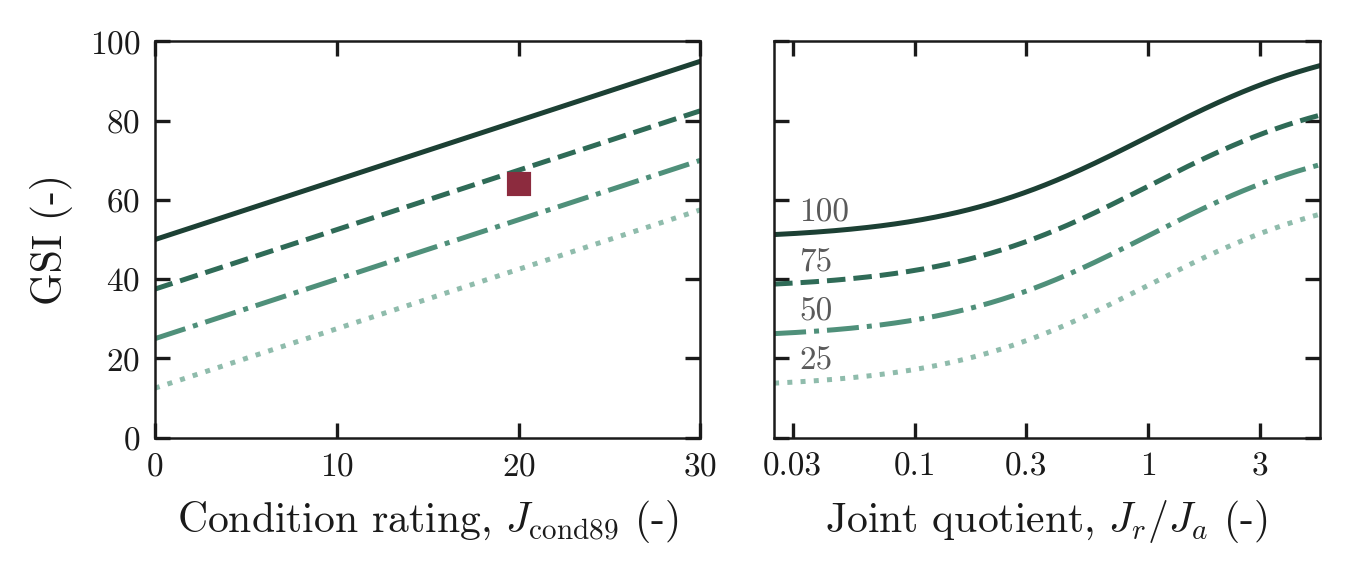 GSI (-)
100
80
60
40
20
0
0 10 20 30
Condition rating, J_cond89 (-)
100
75
50
25
0.03 0.1 0.3 1 3
Joint quotient, J_r/J_a (-)